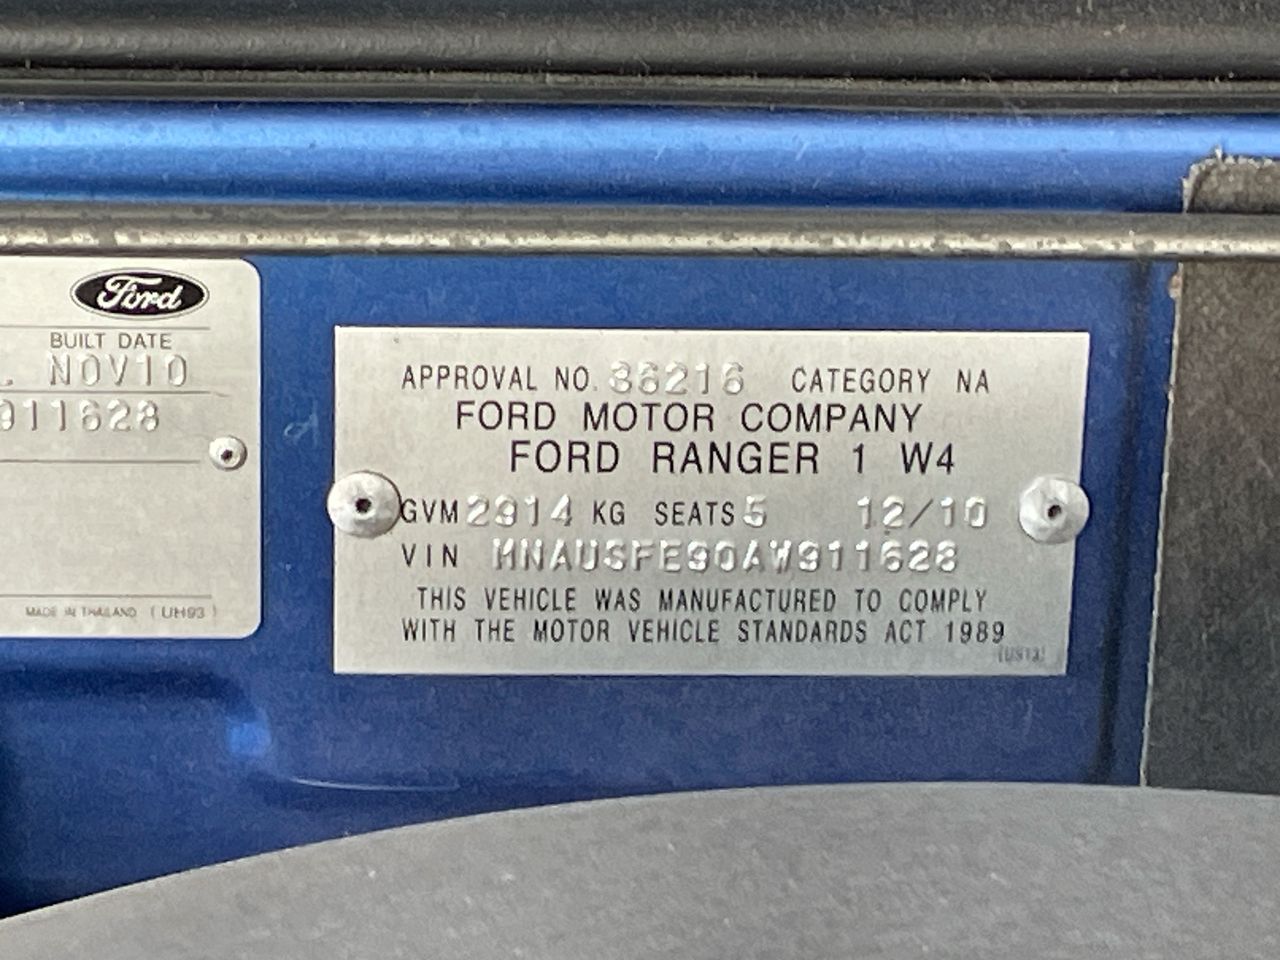 Ford
BUILT DATE
NOV10
911628
MADE IN THAILAND (UH93)
APPROVAL NO. 36216 CATEGORY NA
FORD MOTOR COMPANY
FORD RANGER 1 W4
GVM 2914 KG SEATS 5 12/10
VIN MNAUSFE90AW911628
THIS VEHICLE WAS MANUFACTURED TO COMPLY
WITH THE MOTOR VEHICLE STANDARDS ACT 1989